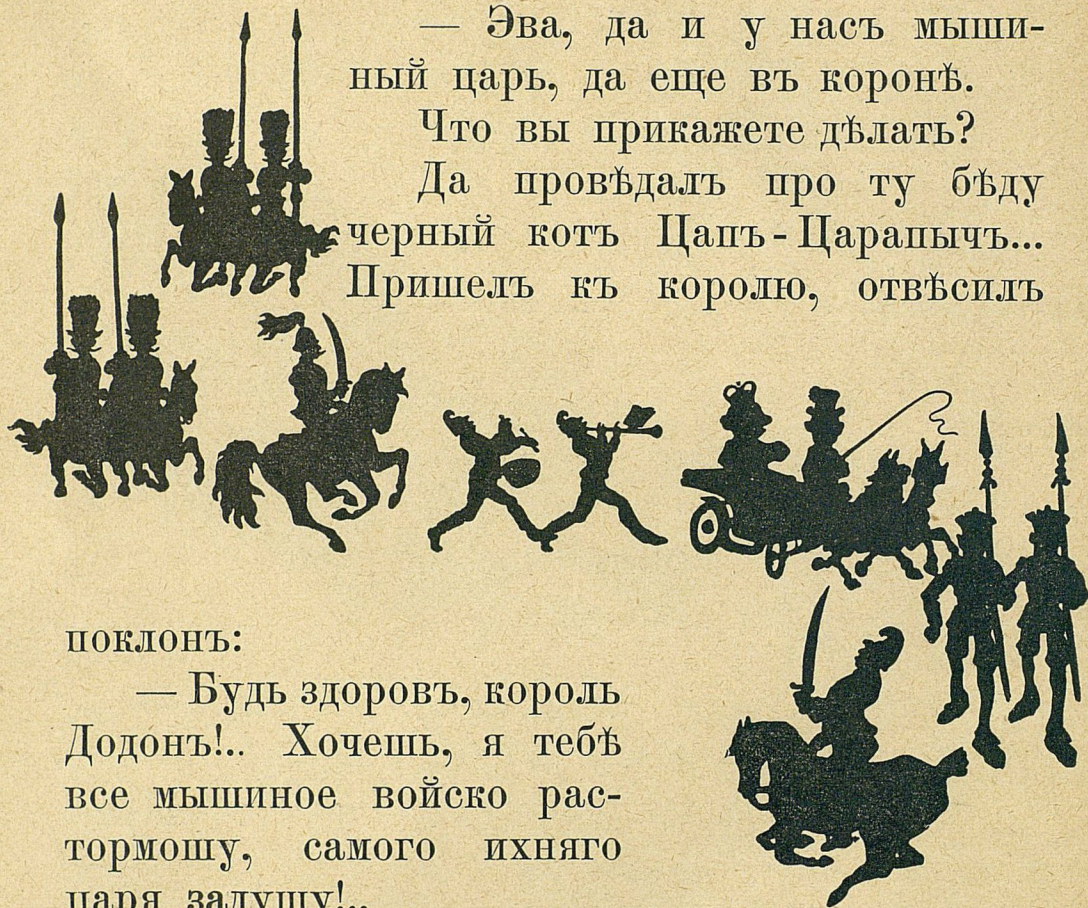 — Эва, да и у насъ мыши-
ный царь, да еще въ коронѣ.
Что вы прикажете дѣлать?
Да провѣдалъ про ту бѣду
черный котъ Цапъ-Царапычъ...
Пришелъ къ королю, отвѣсилъ
поклонъ:
— Будь здоровъ, король
Додонъ!.. Хочешь, я тебѣ
все мышиное войско рас-
тормошу, самого ихняго
царя задушу!..